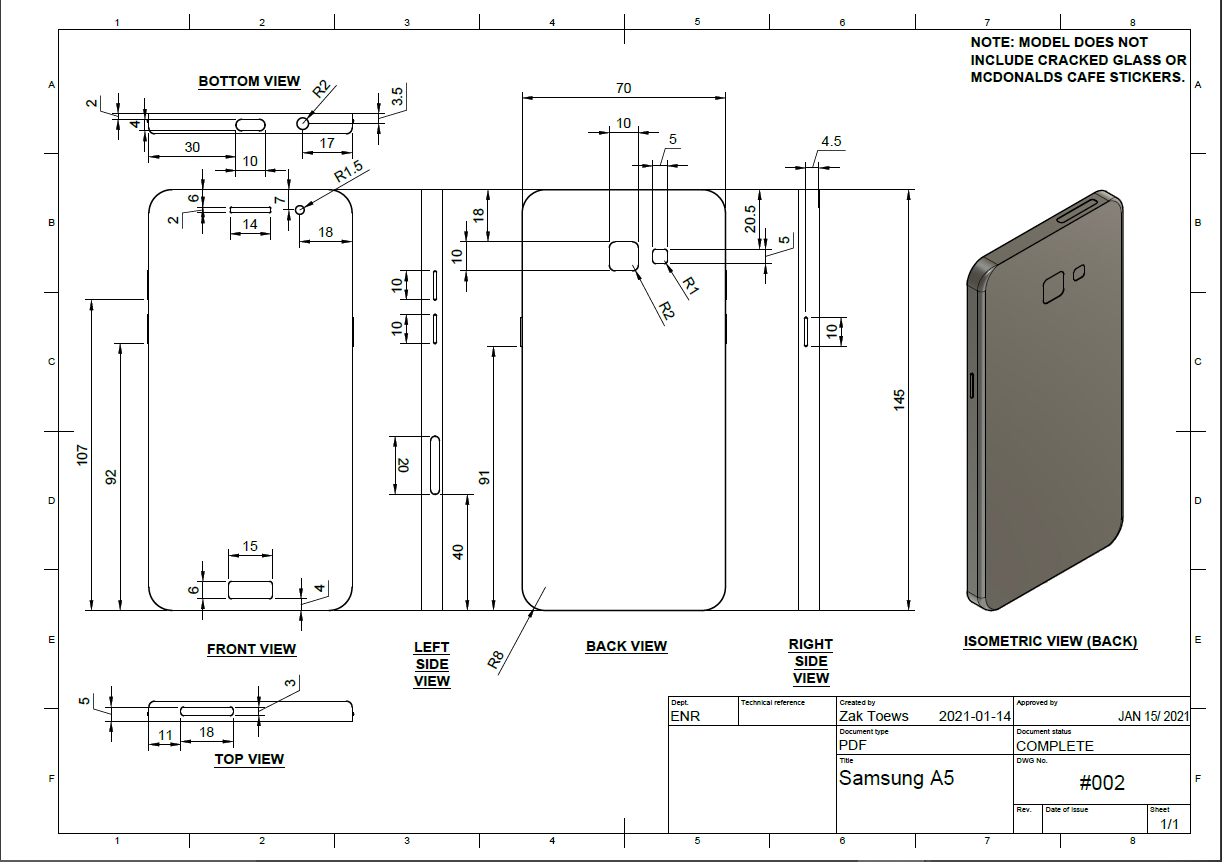 1 2 3 4 5 6 7 8
NOTE: MODEL DOES NOT
INCLUDE CRACKED GLASS OR
MCDONALDS CAFE STICKERS.
A A
BOTTOM VIEW
R2
3.5
2
4
30
10
17
70
10
5
4.5
R1.5
B B
6
2
14
7
18
18
10
R1
R2
20.5
5
10
10
10
C C
107
92
20
91
145
D D
40
15
6
4
R8
E E
FRONT VIEW
LEFT
SIDE
VIEW
BACK VIEW
RIGHT
SIDE
VIEW
ISOMETRIC VIEW (BACK)
5
3
11
18
TOP VIEW
F F
Dept.
ENR
Technical reference
Created by
Zak Toews 2021-01-14
Approved by
JAN 15/ 2021
Document type
PDF
Document status
COMPLETE
Title
Samsung A5
DWG No.
#002
Rev.
Date of issue
Sheet
1/1
1 2 3 4 5 6 7 8